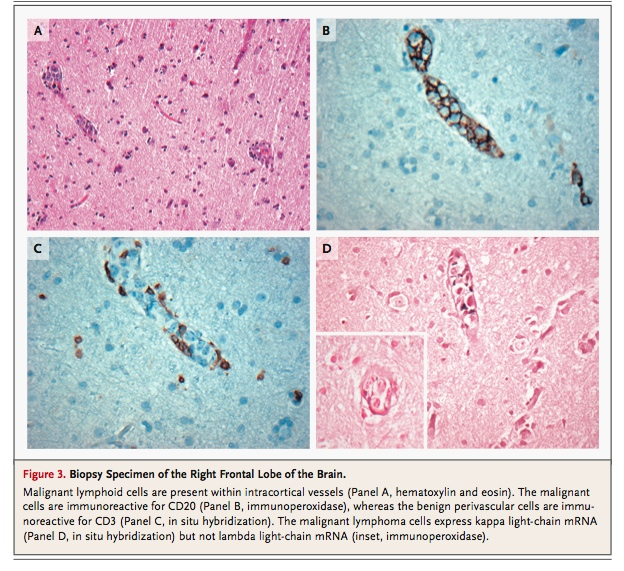 A
B
C
D
Figure 3. Biopsy Specimen of the Right Frontal Lobe of the Brain.
Malignant lymphoid cells are present within intracortical vessels (Panel A, hematoxylin and eosin). The malignant
cells are immunoreactive for CD20 (Panel B, immunoperoxidase), whereas the benign perivascular cells are immu-
noreactive for CD3 (Panel C, in situ hybridization). The malignant lymphoma cells express kappa light-chain mRNA
(Panel D, in situ hybridization) but not lambda light-chain mRNA (inset, immunoperoxidase).